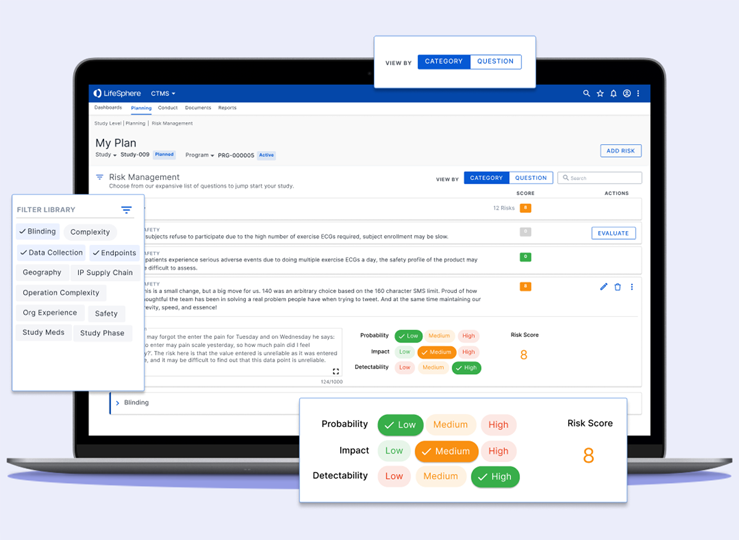 VIEW BY CATEGORY QUESTION
LifeSphere CTMS
Dashboards Planning Conduct Documents Reports
Study Level | Planning | Risk Management
My Plan
Study Study-009 Planned Program PRG-000005 Active
ADD RISK
Risk Management
Choose from our expansive list of questions to jump start your study.
VIEW BY CATEGORY QUESTION Search
SCORE ACTIONS
12 Risks
FILTER LIBRARY
Blinding Complexity
Data Collection Endpoints
Geography IP Supply Chain
Operation Complexity
Org Experience Safety
Study Meds Study Phase
AFETY
subjects refuse to participate due to the high number of exercise ECGs required, subject enrollment may be slow.
EVALUATE
AFETY
patients experience serious adverse events due to doing multiple exercise ECGs a day, the safety profile of the product may
e difficult to assess.
AFETY
his is a small change, but a big move for us. 140 was an arbitrary choice based on the 160 character SMS limit. Proud of how
oughtful the team has been in solving a real problem people have when trying to tweet. And at the same time maintaining our
revity, speed, and essence!
8
may forgot the enter the pain for Tuesday and on Wednesday he says:
o enter may pain scale yesterday, so how much pain did I feel
y?'. The risk here is that the value entered is unreliable as it was entered
e, and it may be difficult to find out that this data point is unreliable.
124/1000
Probability Low Medium High
Impact Low Medium High
Detectability Low Medium High
Risk Score
8
Blinding
Probability Low Medium High
Impact Low Medium High
Detectability Low Medium High
Risk Score
8